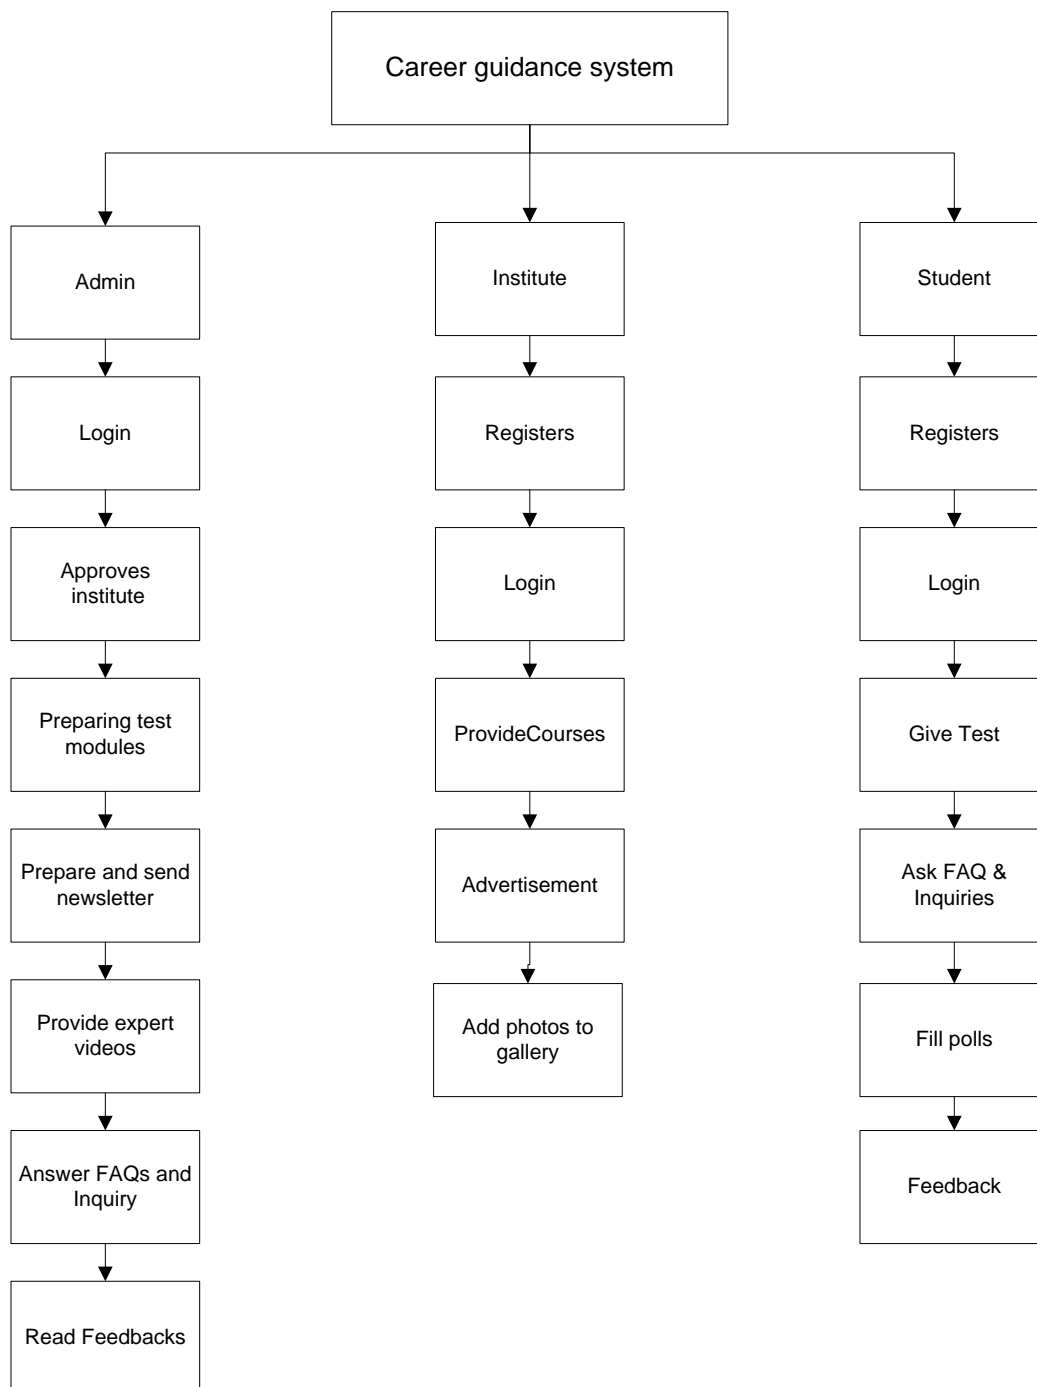 Career guidance system
Admin
Institute
Student
Login
Registers
Registers
Approves
institute
Login
Login
Preparing test
modules
ProvideCourses
Give Test
Prepare and send
newsletter
Advertisement
Ask FAQ &
Inquiries
Provide expert
videos
Add photos to
gallery
Fill polls
Answer FAQs and
Inquiry
Feedback
Read Feedbacks